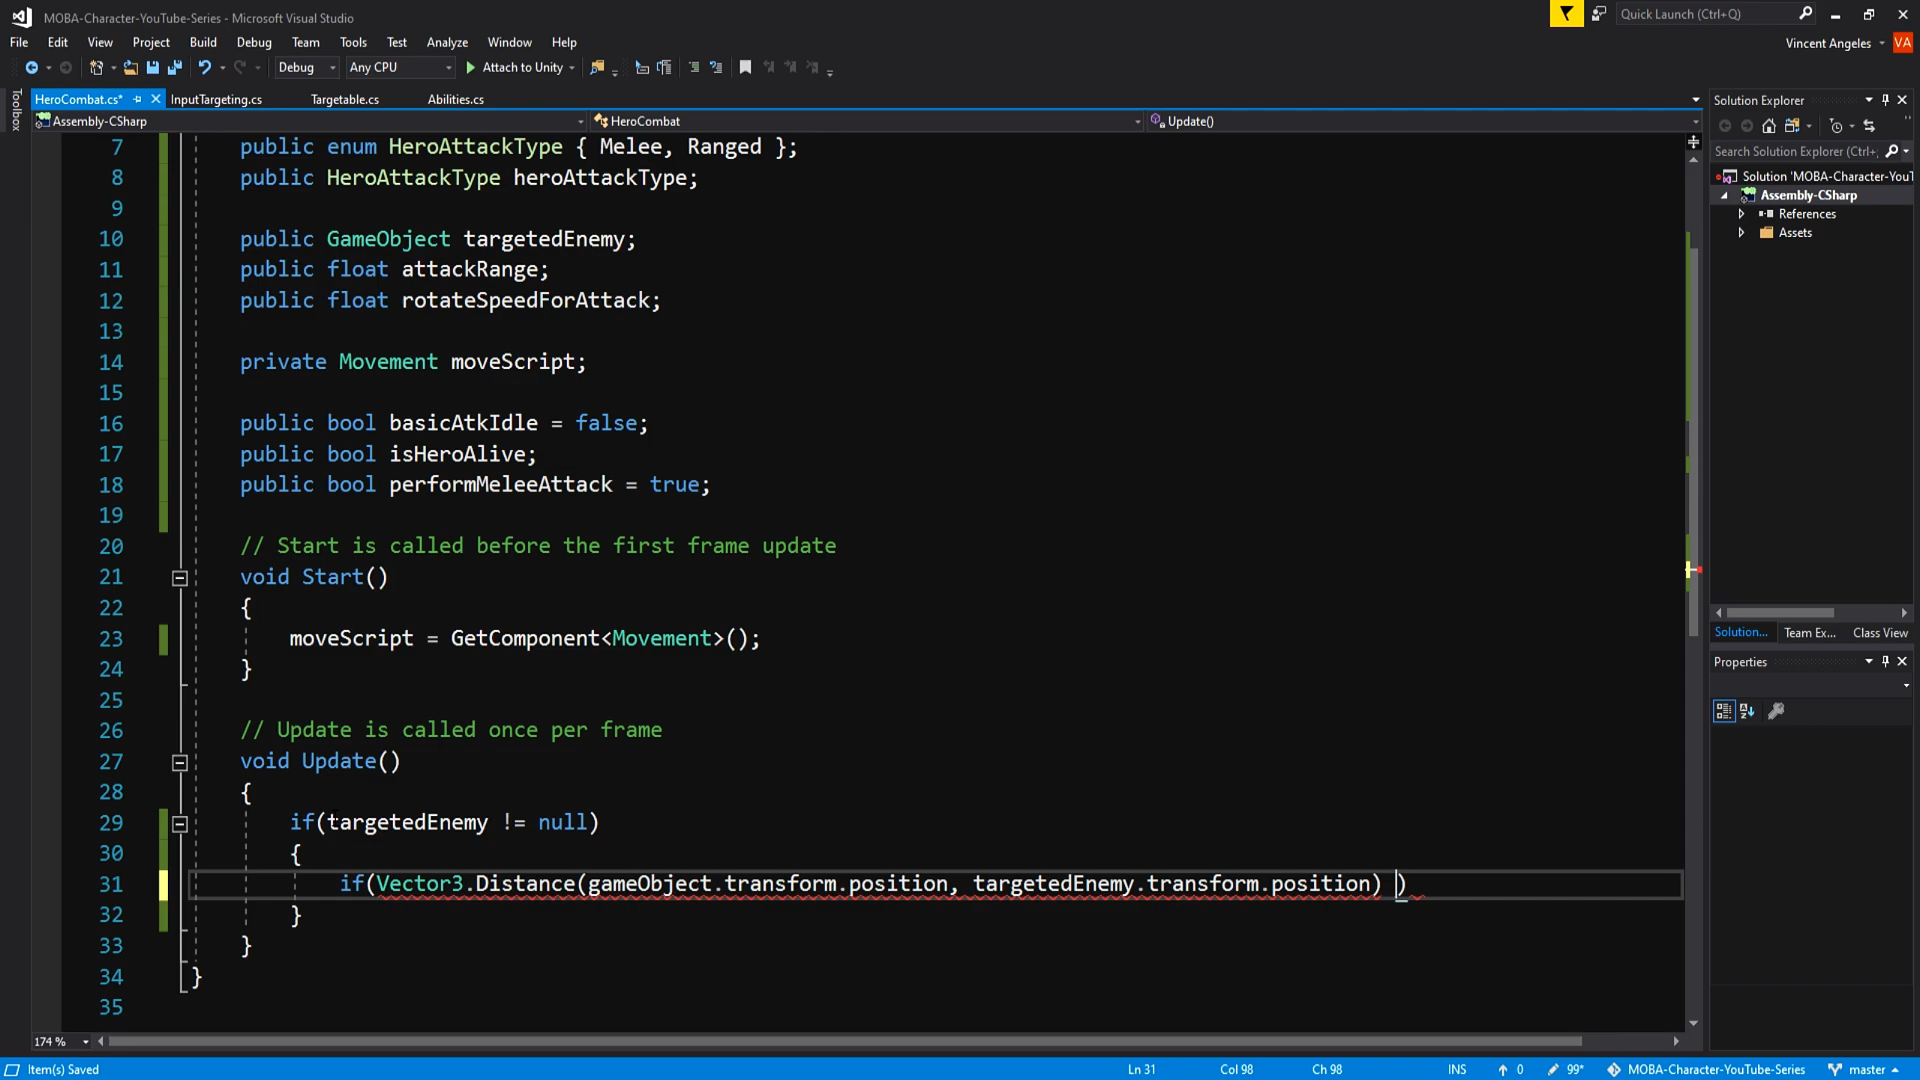 MOBA-Character-YouTube-Series - Microsoft Visual Studio
Quick Launch (Ctrl+Q)
File Edit View Project Build Debug Team Tools Test Analyze Window Help
Vincent Angeles VA
Debug Any CPU Attach to Unity
Toolbox
HeroCombat.cs* InputTargeting.cs Targetable.cs Abilities.cs
Assembly-CSharp HeroCombat Update()
7 public enum HeroAttackType { Melee, Ranged };
8 public HeroAttackType heroAttackType;
9
10 public GameObject targetedEnemy;
11 public float attackRange;
12 public float rotateSpeedForAttack;
13
14 private Movement moveScript;
15
16 public bool basicAtkIdle = false;
17 public bool isHeroAlive;
18 public bool performMeleeAttack = true;
19
20 // Start is called before the first frame update
21 void Start()
22 {
23 moveScript = GetComponent<Movement>();
24 }
25
26 // Update is called once per frame
27 void Update()
28 {
29 if(targetedEnemy != null)
30 {
31 if(Vector3.Distance(gameObject.transform.position, targetedEnemy.transform.position) )
32 }
33 }
34 }
35
174 %
Solution Explorer
Search Solution Explorer (Ctrl+;
Solution 'MOBA-Character-YouT
Assembly-CSharp
References
Assets
Solution... Team Ex... Class View
Properties
Item(s) Saved Ln 31 Col 98 Ch 98 INS 0 99* MOBA-Character-YouTube-Series master